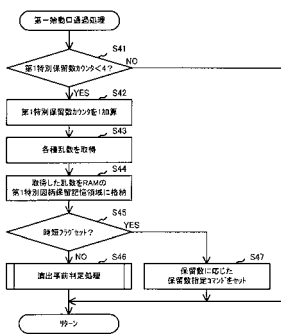 第一始動口通過処理
S41
第1特別保留数カウンタ<4?
NO
YES
S42
第1特別保留数カウンタを1加算
S43
各種乱数を取得
S44
取得した乱数をRAMの
第1特別図柄保留記憶領域に格納
S45
時短フラグセット?
YES
NO
S46
演出事前判定処理
S47
保留数に応じた
保留数指定コマンドをセット
リターン